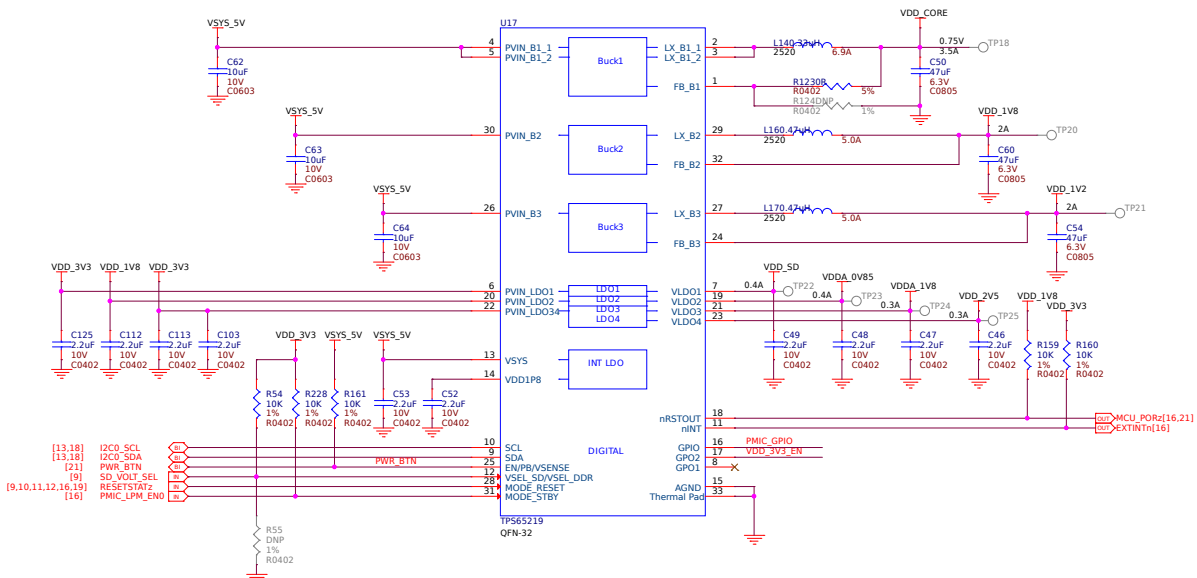 U17
VSYS_5V
C62
10uF
10V
C0603
4
5
PVIN_B1_1
PVIN_B1_2
Buck1
LX_B1_1
LX_B1_2
2
3
FB_B1
1
L14
0.33uH
2520
6.9A
R123
0R
R0402
5%
R124
DNP
R0402
1%
VDD_CORE
0.75V
3.5A
TP18
C50
47uF
6.3V
C0805
VSYS_5V
C63
10uF
10V
C0603
30
PVIN_B2
Buck2
LX_B2
29
FB_B2
32
L16
0.47uH
2520
5.0A
VDD_1V8
2A
TP20
C60
47uF
6.3V
C0805
VSYS_5V
C64
10uF
10V
C0603
26
PVIN_B3
Buck3
LX_B3
27
FB_B3
24
L17
0.47uH
2520
5.0A
VDD_1V2
2A
TP21
C54
47uF
6.3V
C0805
VDD_3V3
VDD_1V8
VDD_3V3
6
20
22
PVIN_LDO1
PVIN_LDO2
PVIN_LDO34
LDO1
LDO2
LDO3
LDO4
VLDO1
VLDO2
VLDO3
VLDO4
7
19
21
23
VDD_SD
0.4A
TP22
VDDA_0V85
0.4A
TP23
VDDA_1V8
0.3A
TP24
VDD_2V5
0.3A
TP25
VDD_1V8
VDD_3V3
C125
2.2uF
10V
C0402
C112
2.2uF
10V
C0402
C113
2.2uF
10V
C0402
C103
2.2uF
10V
C0402
C49
2.2uF
10V
C0402
C48
2.2uF
10V
C0402
C47
2.2uF
10V
C0402
C46
2.2uF
10V
C0402
R159
10K
1%
R0402
R160
10K
1%
R0402
VDD_3V3
VSYS_5V
VSYS_5V
13
VSYS
14
VDD1P8
INT LDO
R54
10K
1%
R0402
R228
10K
1%
R0402
R161
10K
1%
R0402
C53
2.2uF
10V
C0402
C52
2.2uF
10V
C0402
nRSTOUT
nINT
18
11
OUT
MCU_PORz[16,21]
OUT
EXTINTn[16]
[13,18] I2C0_SCL BI
10
SCL
[13,18] I2C0_SDA BI
9
SDA
[21] PWR_BTN BI
PWR_BTN
25
EN/PB/VSENSE
[9] SD_VOLT_SEL IN
12
VSEL_SD/VSEL_DDR
[9,10,11,12,16,19] RESETSTATz IN
28
MODE_RESET
[16] PMIC_LPM_EN0 IN
31
MODE_STBY
DIGITAL
GPIO
16
PMIC_GPIO
GPO2
17
VDD_3V3_EN
GPO1
8
AGND
15
Thermal Pad
33
TPS65219
QFN-32
R55
DNP
1%
R0402